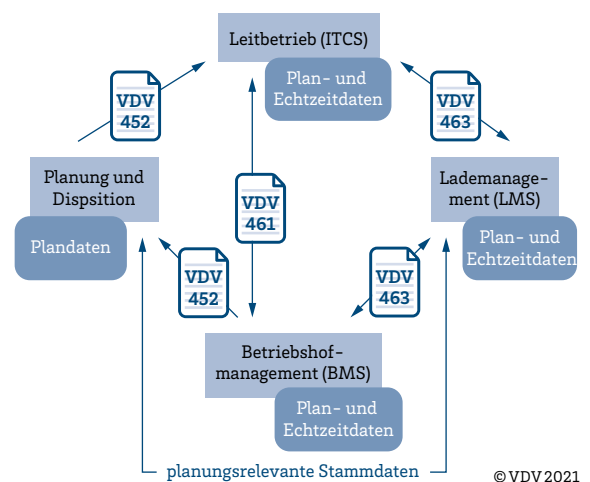 Leitbetrieb (ITCS)
Plan- und
Echtzeitdaten
VDV
452
VDV
463
Planung und
Dispsition
Plandaten
VDV
461
Lademanage-
ment (LMS)
Plan- und
Echtzeitdaten
VDV
452
VDV
463
Betriebshof-
management (BMS)
Plan- und
Echtzeitdaten
planungsrelevante Stammdaten
© VDV 2021